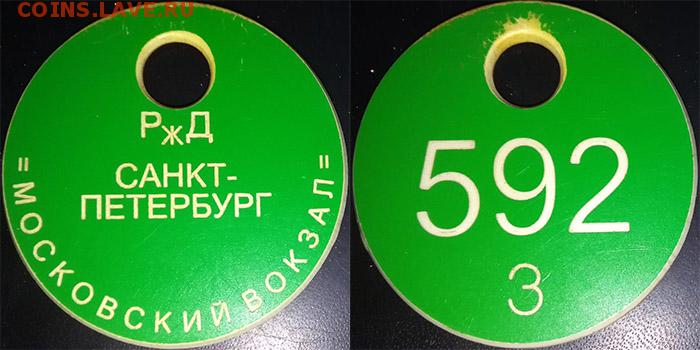 COINS.LAVE.RU
РжД
САНКТ-
ПЕТЕРБУРГ
=МОСКОВСКИЙ ВОКЗАЛ=
592
3